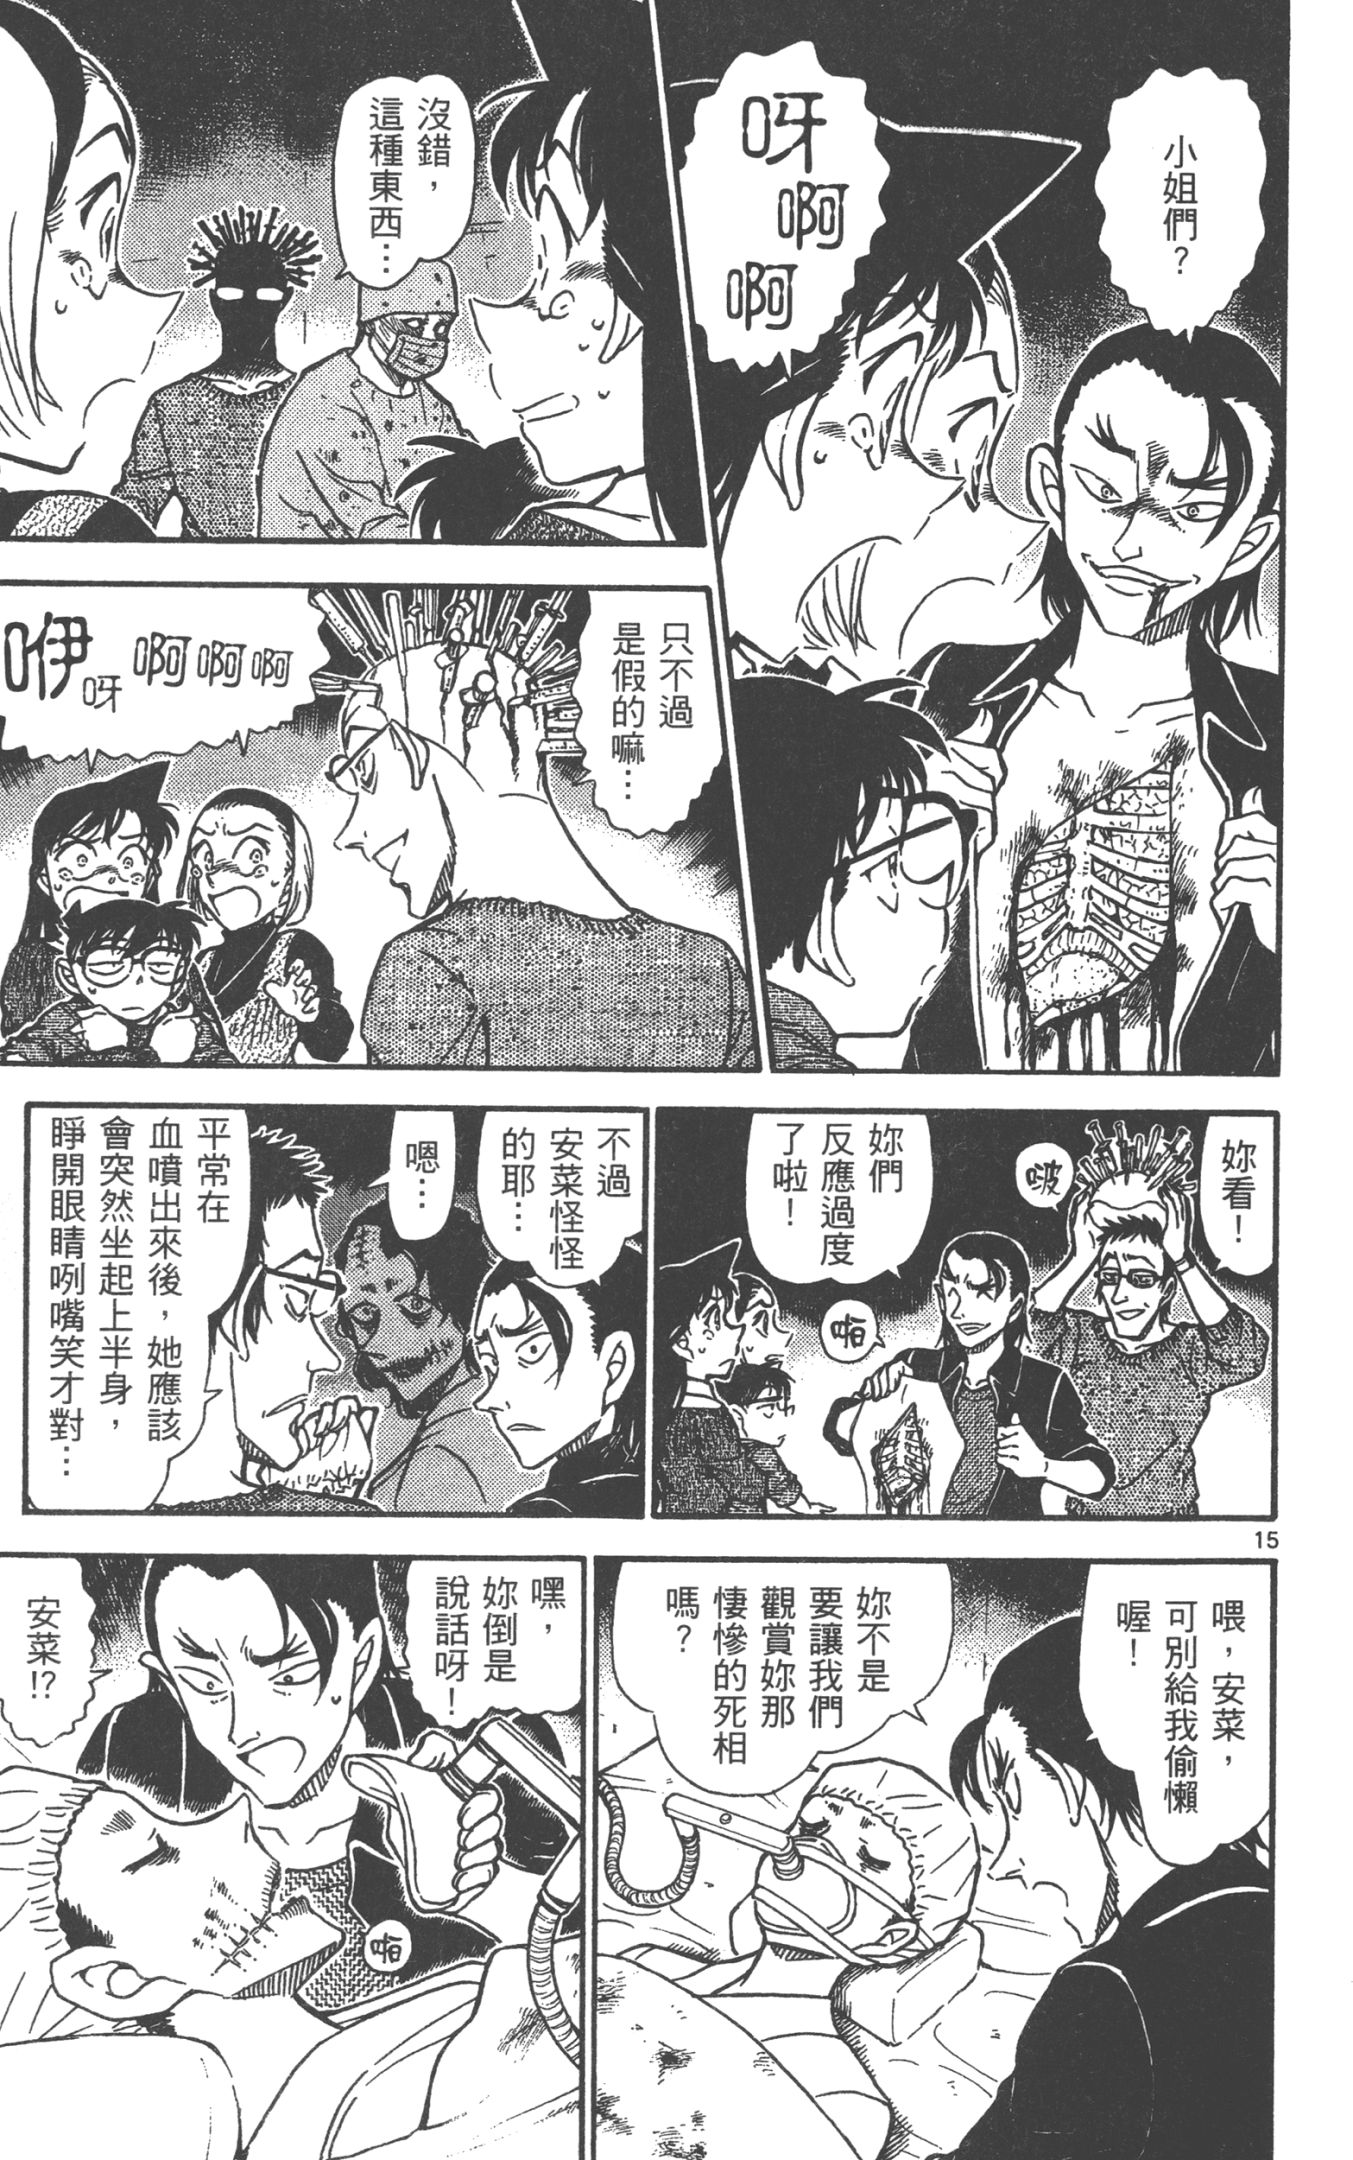 小姐們？
呀
啊
啊
沒錯，
這種東西…
只不過
是假的嘛…
咿呀啊啊啊
妳看！
啵
妳們
反應過度
了啦！
啪
不過
安菜怪怪
的耶…
嗯…
平常在
血噴出來後，她應該
會突然坐起上半身，
睜開眼睛咧嘴笑才對…
15
喂，安菜，
可別給我偷懶
喔！
妳不是
要讓我們
觀賞妳那
悽慘的死相
嗎？
嘿，
妳倒是
說話呀！
啪
安菜!?